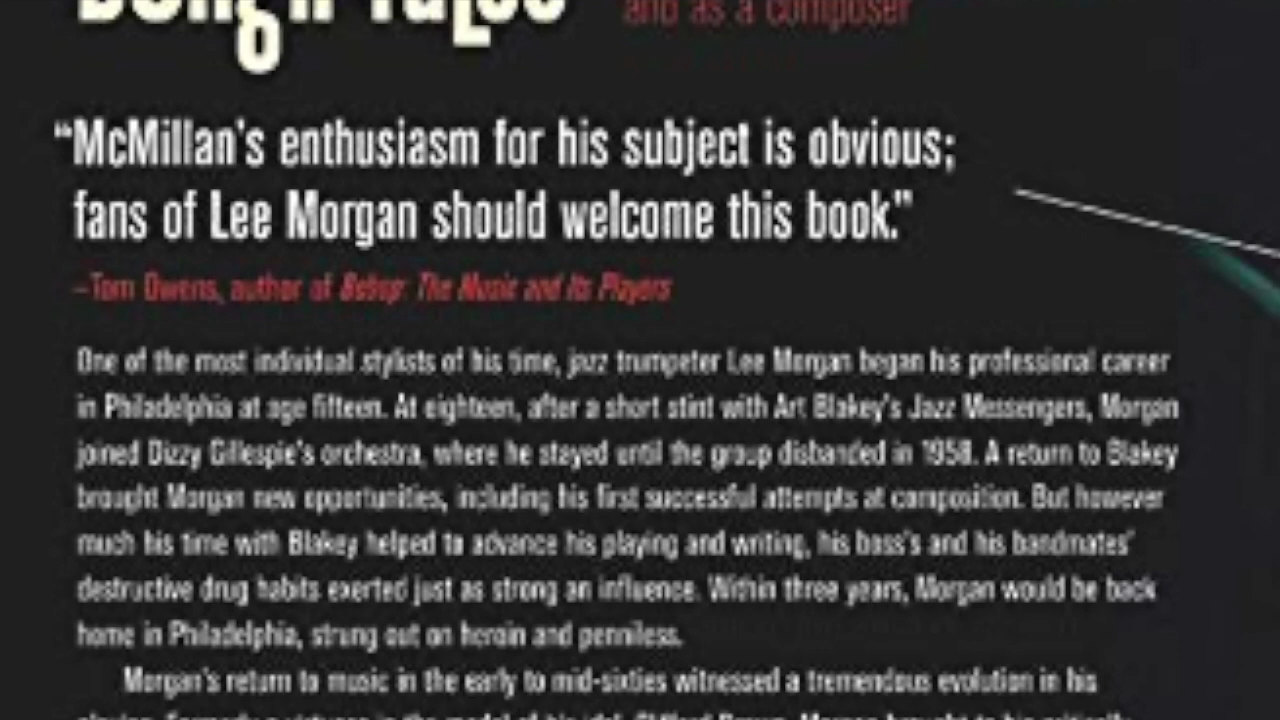 and as a composer
“McMillan's enthusiasm for his subject is obvious;
fans of Lee Morgan should welcome this book.”
–Tom Owens, author of Bebop: The Music and Its Players
One of the most individual stylists of his time, jazz trumpeter Lee Morgan began his professional career
in Philadelphia at age fifteen. At eighteen, after a short stint with Art Blakey's Jazz Messengers, Morgan
joined Dizzy Gillespie's orchestra, where he stayed until the group disbanded in 1958. A return to Blakey
brought Morgan new opportunities, including his first successful attempts at composition. But however
much his time with Blakey helped to advance his playing and writing, his boss's and his bandmates'
destructive drug habits exerted just as strong an influence. Within three years, Morgan would be back
home in Philadelphia, strung out on heroin and penniless.
Morgan's return to music in the early to mid-sixties witnessed a tremendous evolution in his